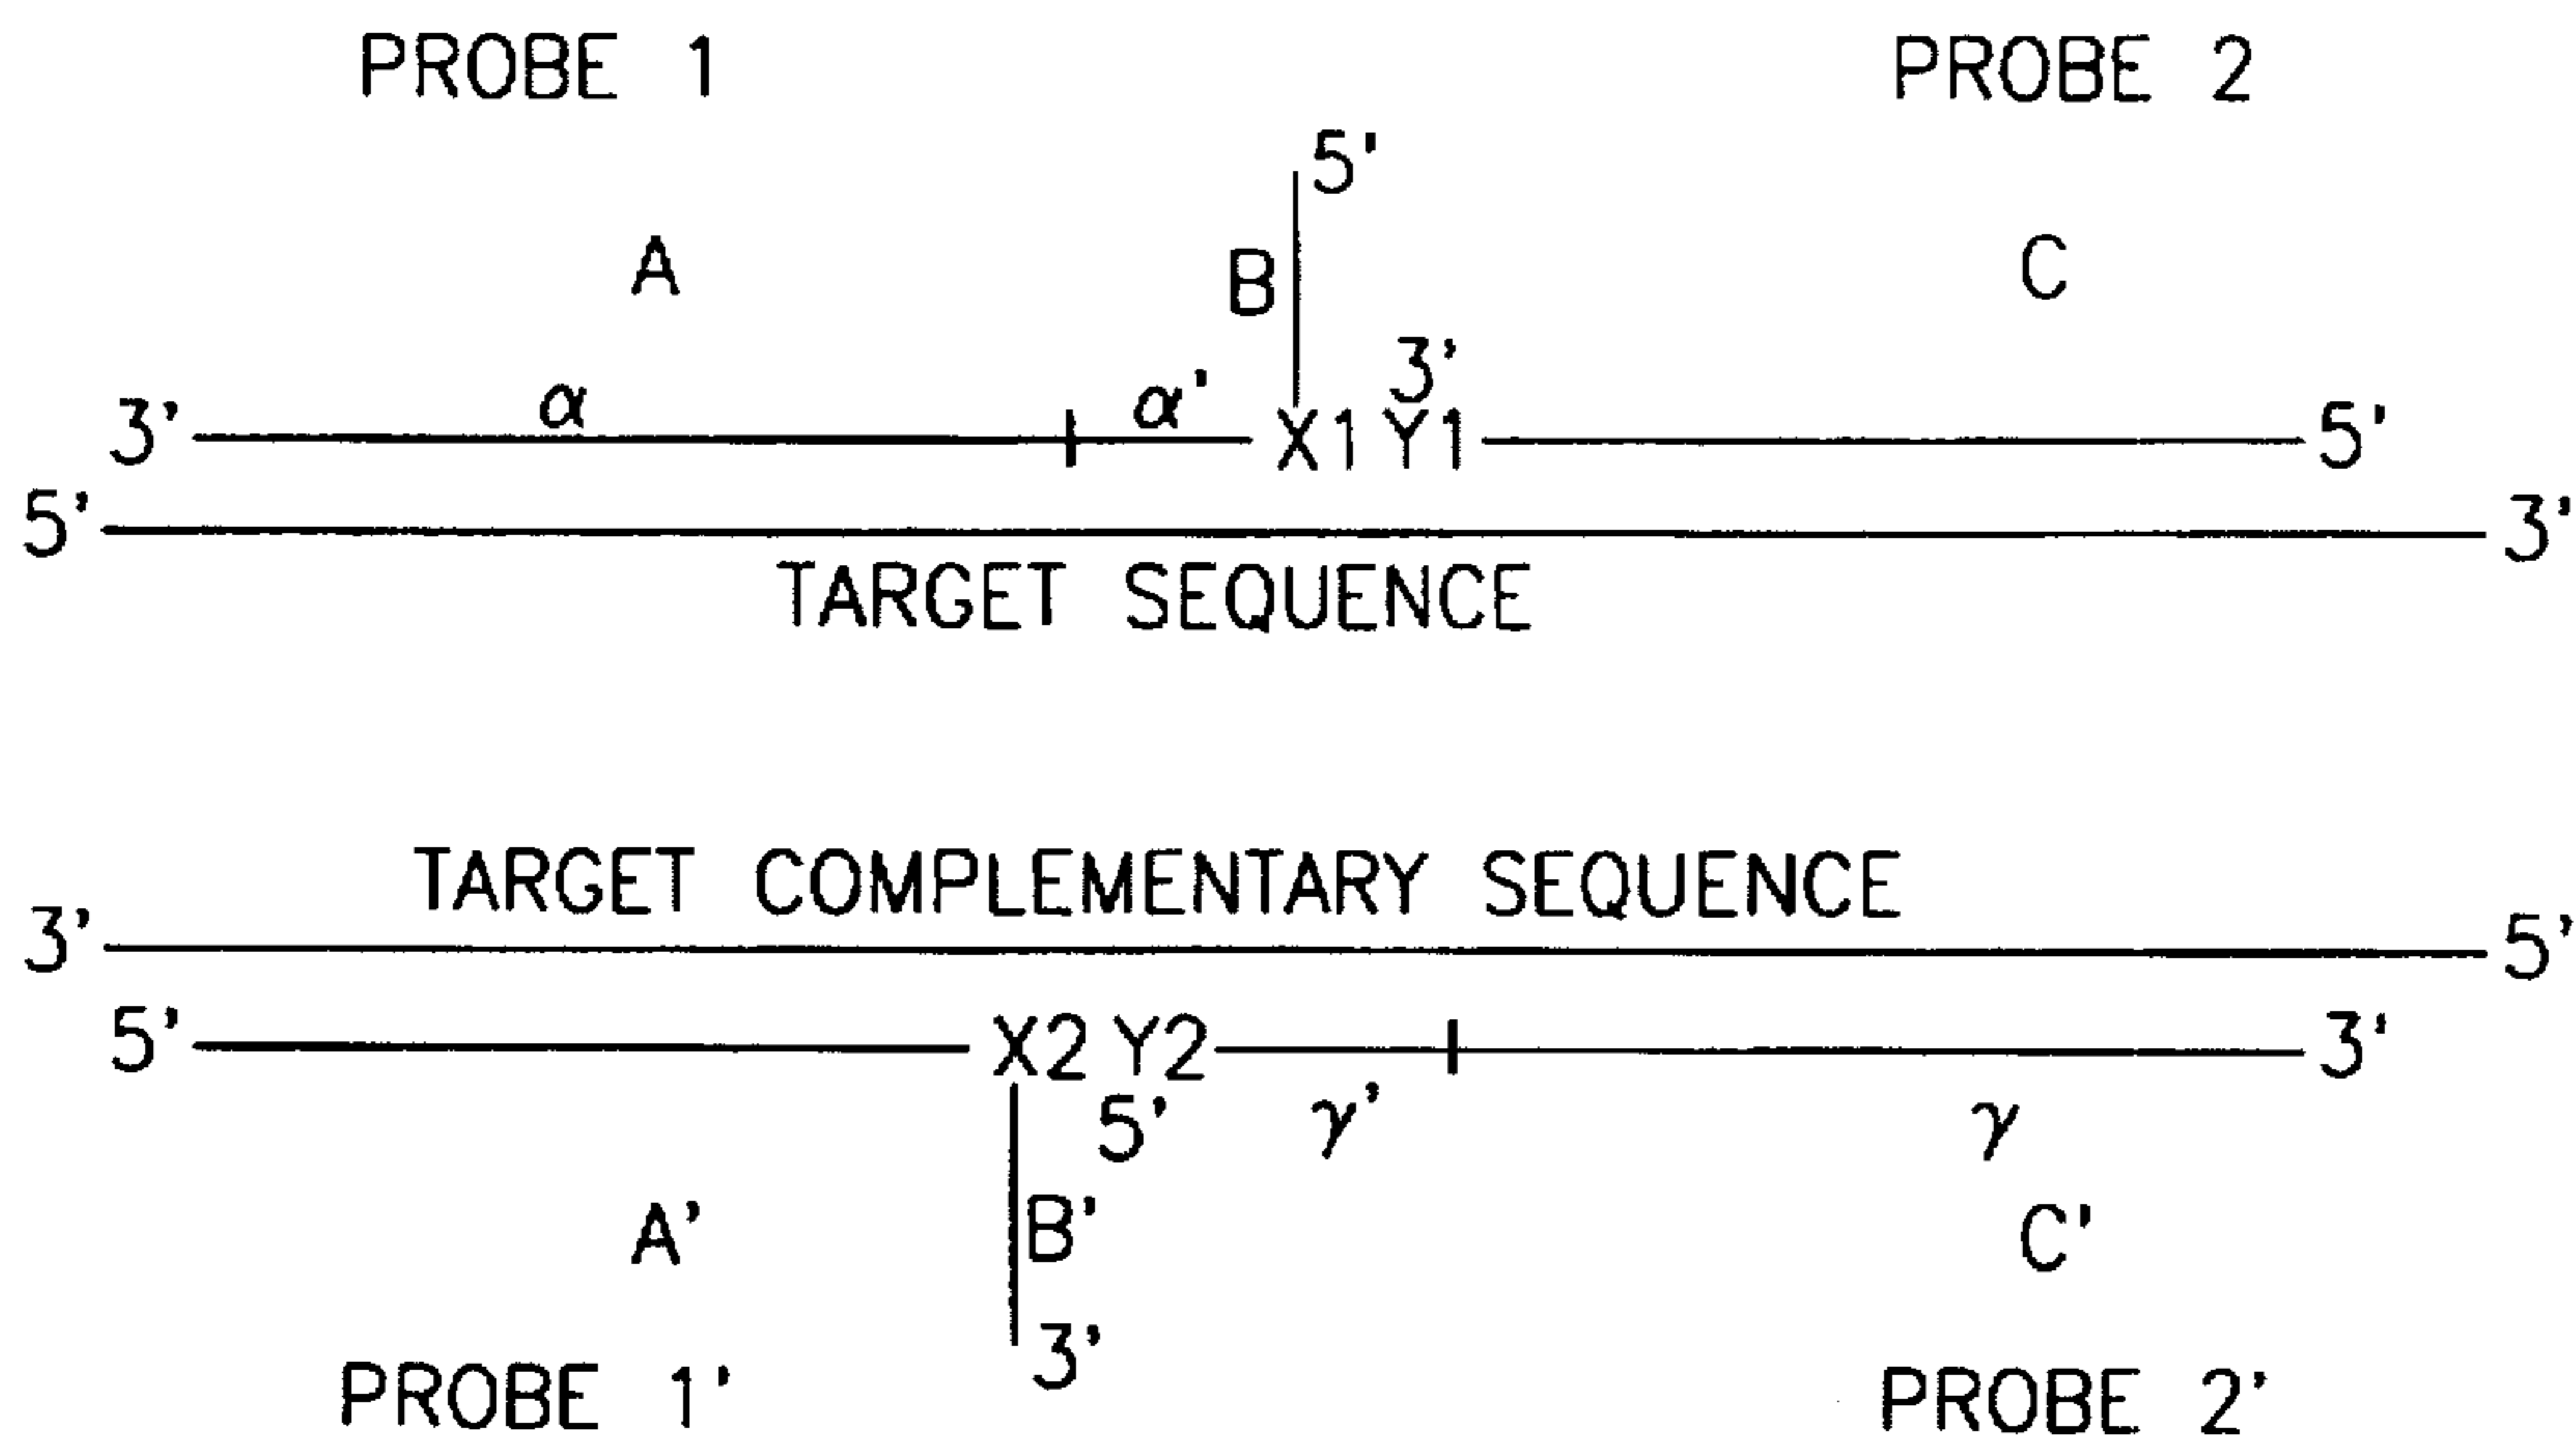 PROBE 1 PROBE 2
5'
A B C
3'
3' α α' X1 Y1 5'
5' 3'
TARGET SEQUENCE
TARGET COMPLEMENTARY SEQUENCE
3' 5'
5' X2 Y2 3'
5' γ' γ
A' B' C'
3'
PROBE 1' PROBE 2'